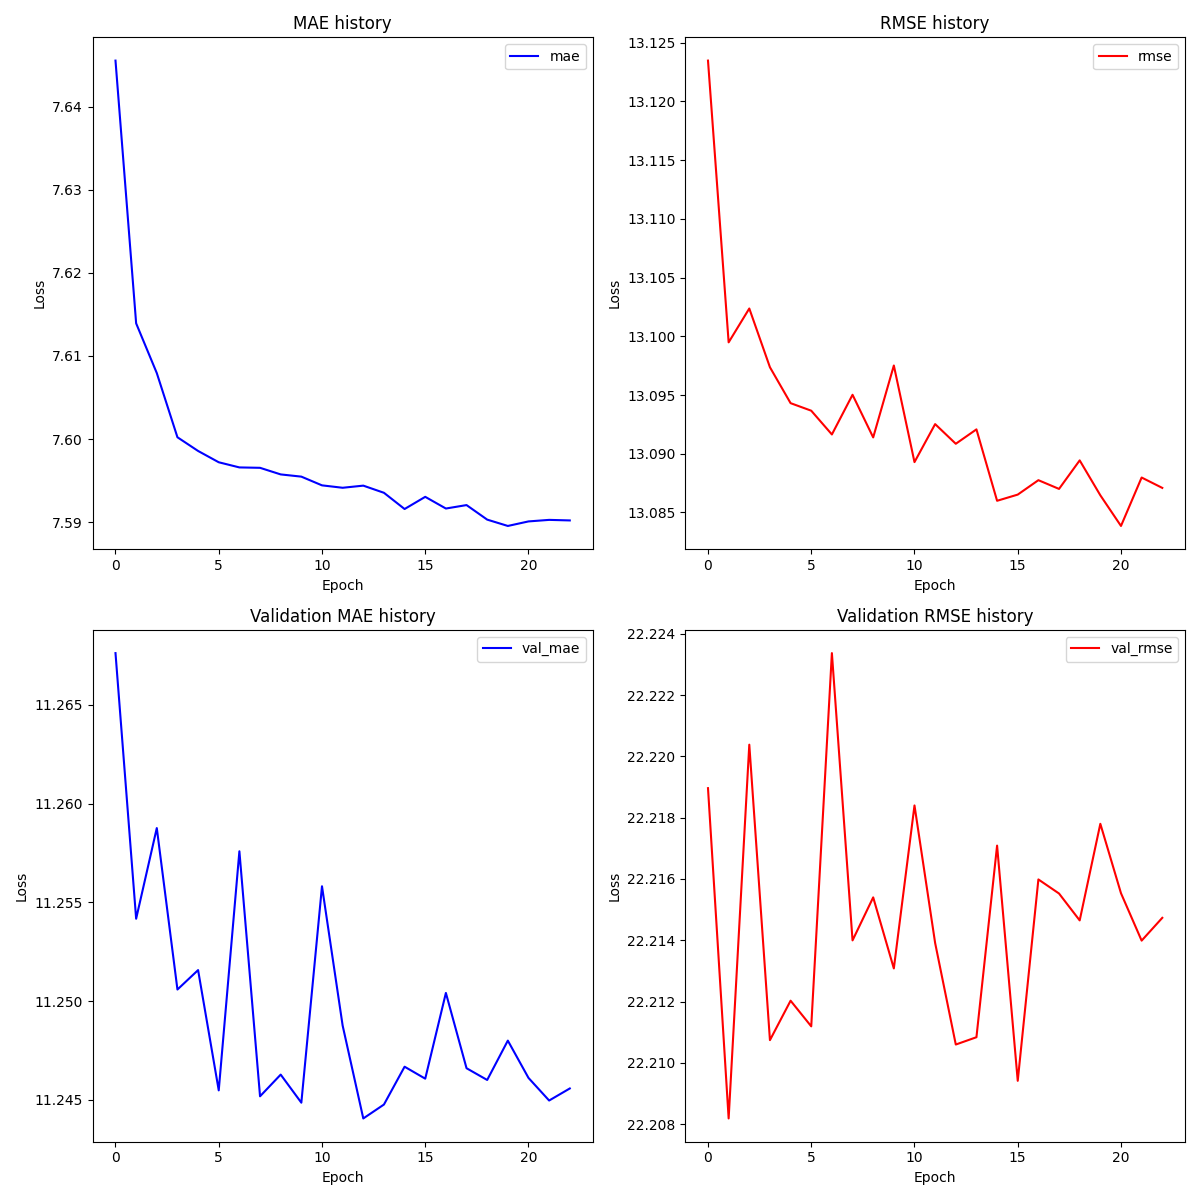 MAE history
mae
7.64
7.63
7.62
7.61
7.60
7.59
Loss
0 5 10 15 20
Epoch
RMSE history
rmse
13.125
13.120
13.115
13.110
13.105
13.100
13.095
13.090
13.085
Loss
0 5 10 15 20
Epoch
Validation MAE history
val_mae
11.265
11.260
11.255
11.250
11.245
Loss
0 5 10 15 20
Epoch
Validation RMSE history
val_rmse
22.224
22.222
22.220
22.218
22.216
22.214
22.212
22.210
22.208
Loss
0 5 10 15 20
Epoch